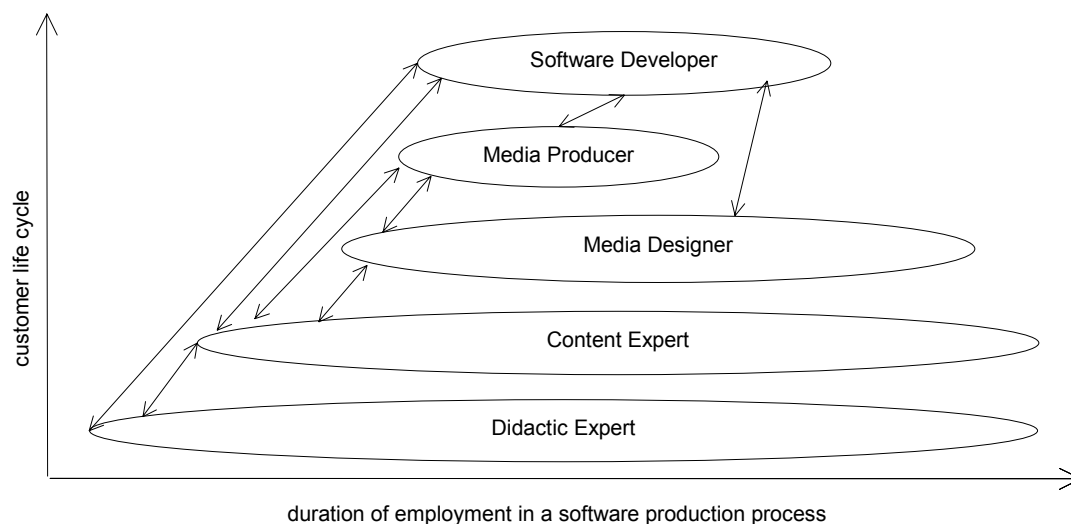 Software Developer
Media Producer
Media Designer
Content Expert
Didactic Expert
customer life cycle
duration of employment in a software production process